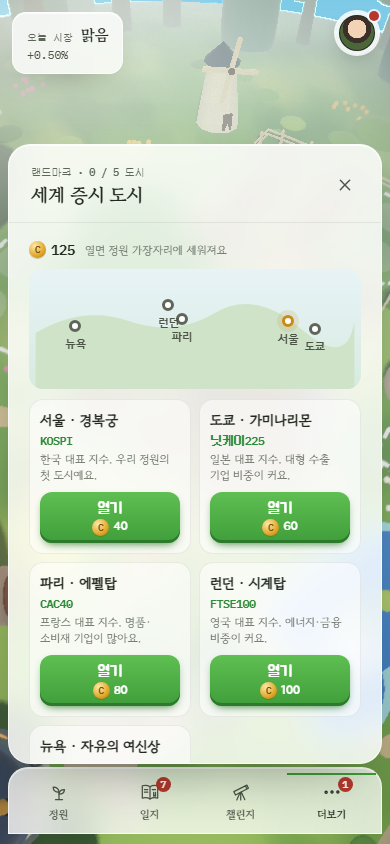 오늘 시장 맑음
+0.50%
랜드마크 · 0 / 5 도시
세계 증시 도시
C 125 열면 정원 가장자리에 세워져요
런던
파리
뉴욕
서울
도쿄
서울 · 경복궁
KOSPI
한국 대표 지수. 우리 정원의
첫 도시예요.
열기
C 40
도쿄 · 가미나리몬
닛케이225
일본 대표 지수. 대형 수출
기업 비중이 커요.
열기
C 60
파리 · 에펠탑
CAC40
프랑스 대표 지수. 명품·
소비재 기업이 많아요.
열기
C 80
런던 · 시계탑
FTSE100
영국 대표 지수. 에너지·금융
비중이 커요.
열기
C 100
뉴욕 · 자유의 여신상
정원
7
일지
챌린지
1
더보기